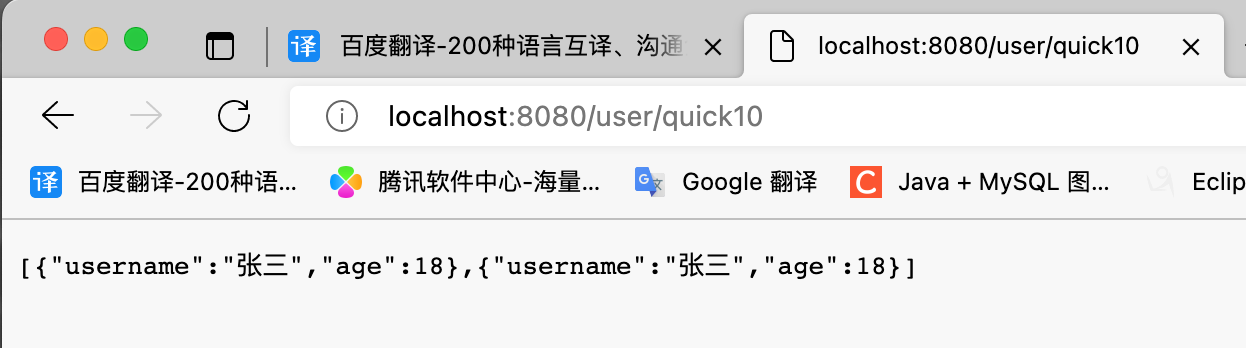 百度翻译-200种语言互译、沟通
localhost:8080/user/quick10
localhost:8080/user/quick10
百度翻译-200种语... 腾讯软件中心-海量... Google 翻译 Java + MySQL 图... Eclip
[{"username":"张三","age":18},{"username":"张三","age":18}]